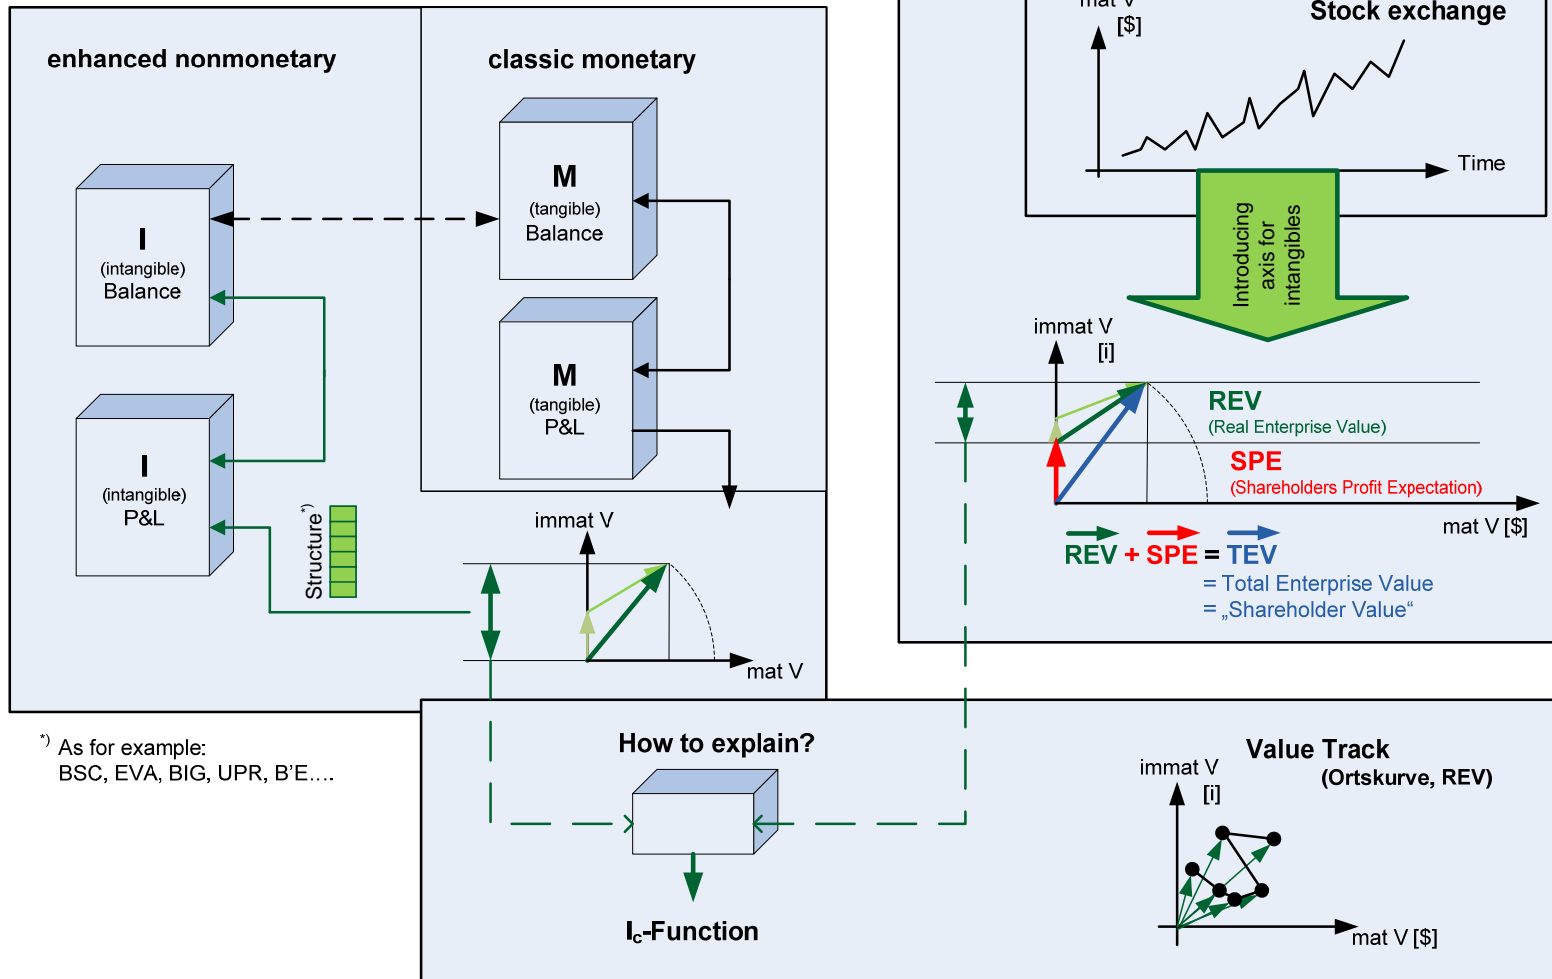 enhanced nonmonetary
classic monetary
I
(intangible)
Balance
M
(tangible)
Balance
M
(tangible)
P&L
I
(intangible)
P&L
Structure*)
immat V
mat V
*) As for example:
BSC, EVA, BIG, UPR, B'E....
mat V
[$]
Stock exchange
Time
Introducing
axis for
intangibles
immat V
[i]
REV
(Real Enterprise Value)
SPE
(Shareholders Profit Expectation)
mat V [$]
REV + SPE = TEV
= Total Enterprise Value
= „Shareholder Value“
How to explain?
Ic-Function
Value Track
(Ortskurve, REV)
immat V
[i]
mat V [$]